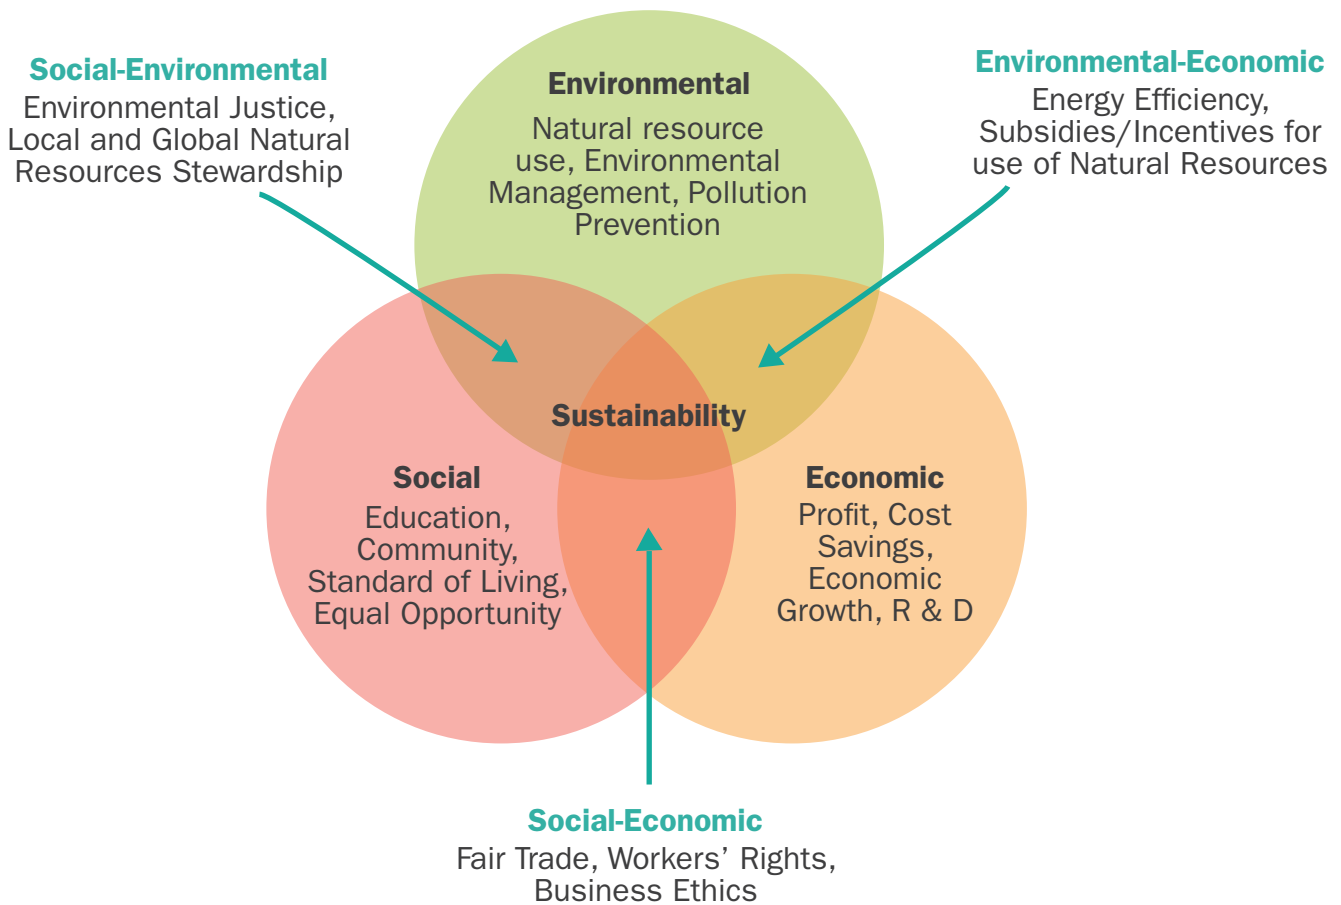 Social-Environmental
Environmental Justice,
Local and Global Natural
Resources Stewardship
Environmental
Natural resource
use, Environmental
Management, Pollution
Prevention
Environmental-Economic
Energy Efficiency,
Subsidies/Incentives for
use of Natural Resources
Sustainability
Social
Education,
Community,
Standard of Living,
Equal Opportunity
Economic
Profit, Cost
Savings,
Economic
Growth, R & D
Social-Economic
Fair Trade, Workers’ Rights,
Business Ethics